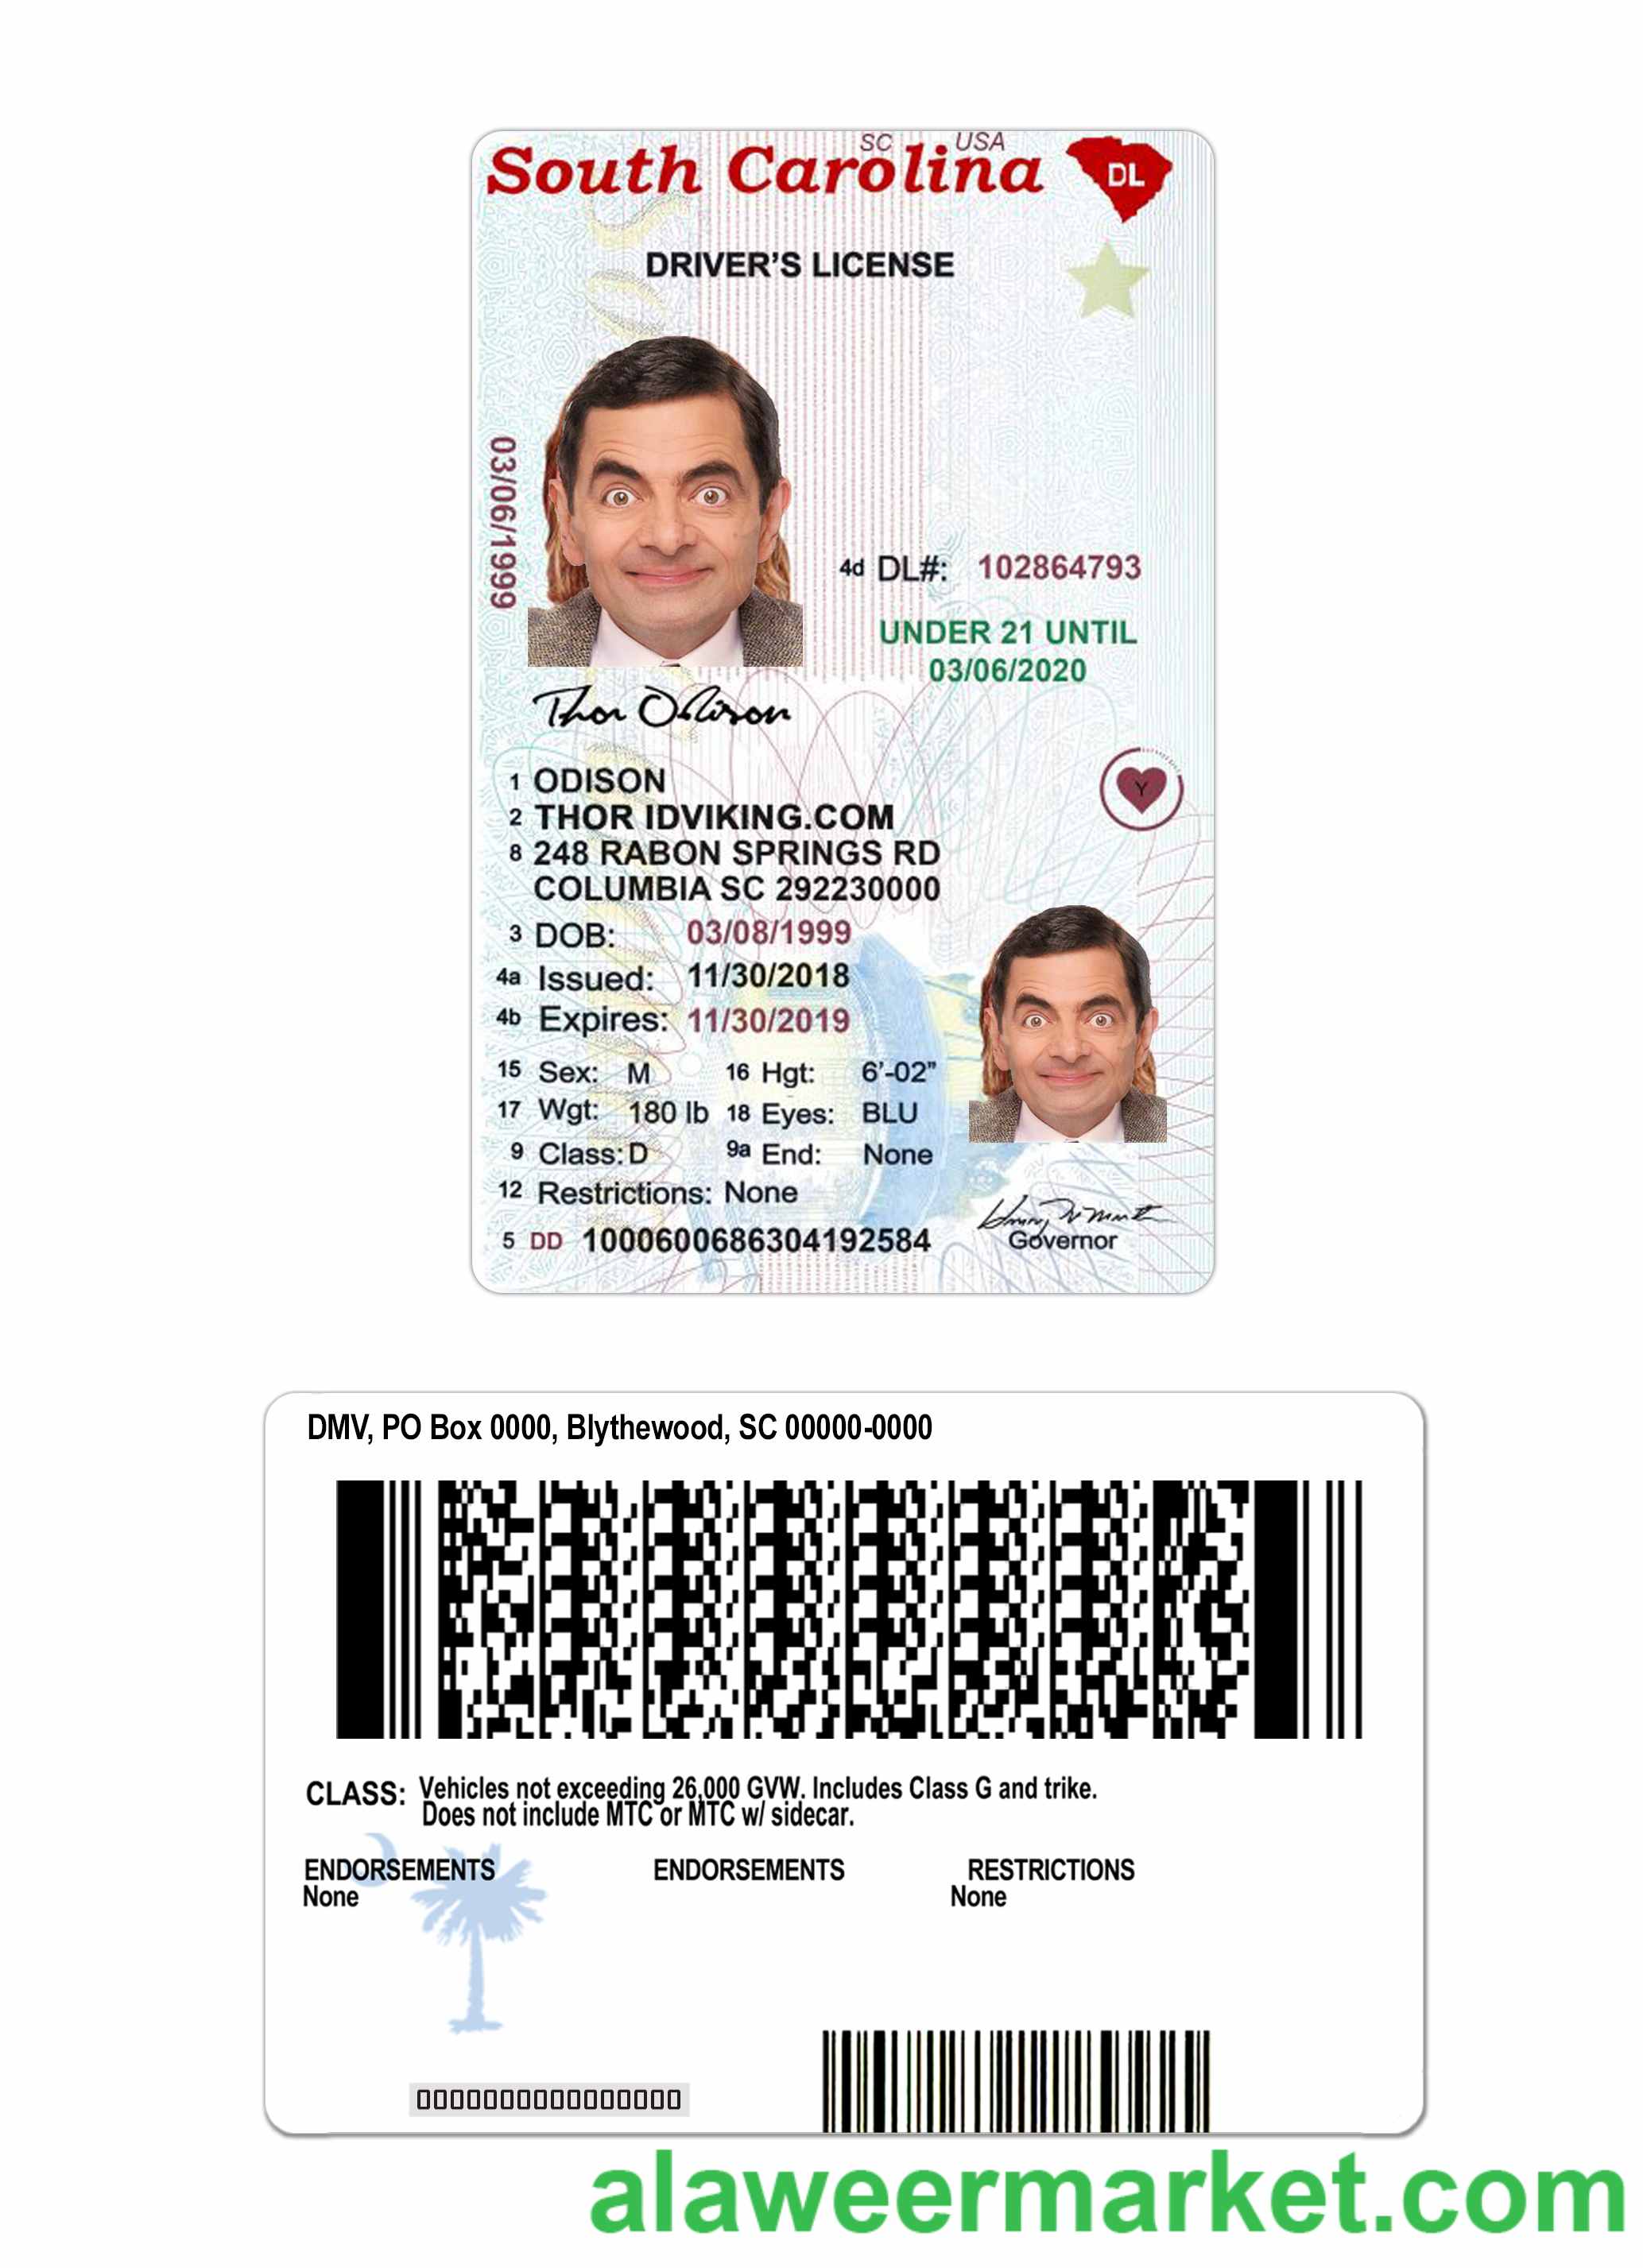 SC USA
South Carolina DL
DRIVER'S LICENSE
03/06/1999
4d DL#: 102864793
UNDER 21 UNTIL
03/06/2020
Thor Odison
1 ODISON
2 THOR IDVIKING.COM
8 248 RABON SPRINGS RD
COLUMBIA SC 292230000
Y
3 DOB: 03/08/1999
4a Issued: 11/30/2018
4b Expires: 11/30/2019
15 Sex: M 16 Hgt: 6'-02"
17 Wgt: 180 lb 18 Eyes: BLU
9 Class: D 9a End: None
12 Restrictions: None
5 DD 1000600686304192584
Governor
DMV, PO Box 0000, Blythewood, SC 00000-0000
CLASS: Vehicles not exceeding 26,000 GVW. Includes Class G and trike.
Does not include MTC or MTC w/ sidecar.
ENDORSEMENTS ENDORSEMENTS RESTRICTIONS
None None
0000000000000000
alaweermarket.com